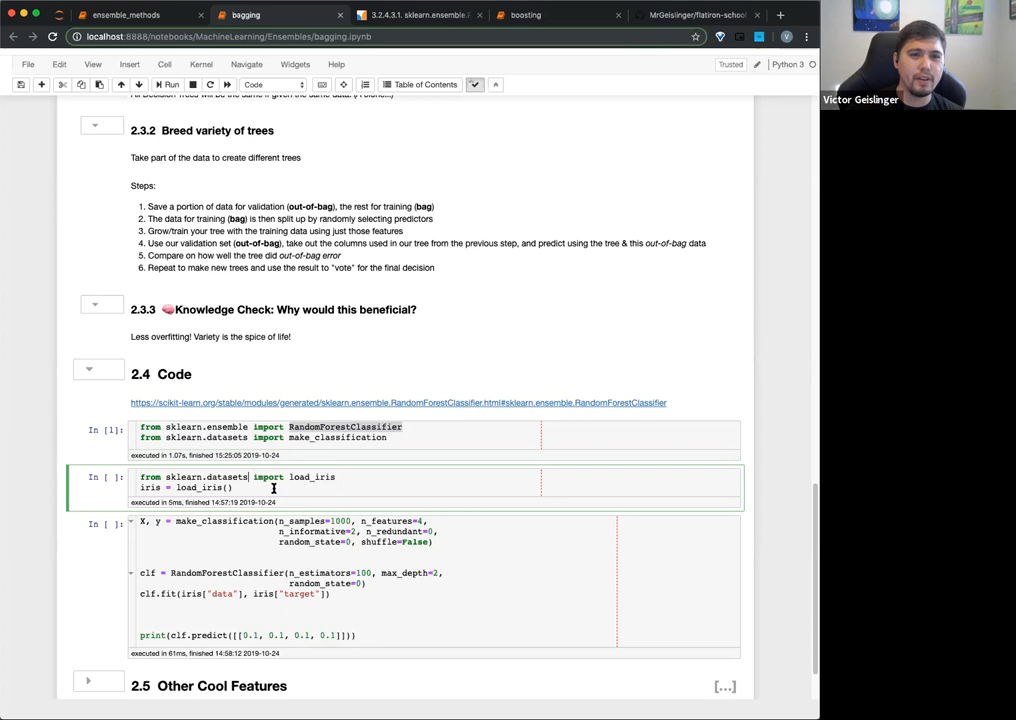 ensemble_methods
bagging
3.2.4.3.1. sklearn.ensemble.F
boosting
MrGeislinger/flatiron-school
localhost:8888/notebooks/MachineLearning/Ensembles/bagging.ipynb
V
File Edit View Insert Cell Kernel Navigate Widgets Help
Trusted
Python 3
Run
Code
Table of Contents
Victor Geislinger
2.3.2 Breed variety of trees
Take part of the data to create different trees
Steps:
1. Save a portion of data for validation (out-of-bag), the rest for training (bag)
2. The data for training (bag) is then split up by randomly selecting predictors
3. Grow/train your tree with the training data using just those features
4. Use our validation set (out-of-bag), take out the columns used in our tree from the previous step, and predict using the tree & this out-of-bag data
5. Compare on how well the tree did out-of-bag error
6. Repeat to make new trees and use the result to "vote" for the final decision
2.3.3 🧠Knowledge Check: Why would this beneficial?
Less overfitting! Variety is the spice of life!
2.4 Code
https://scikit-learn.org/stable/modules/generated/sklearn.ensemble.RandomForestClassifier.html#sklearn.ensemble.RandomForestClassifier
In [1]:
from sklearn.ensemble import RandomForestClassifier
from sklearn.datasets import make_classification
executed in 1.07s, finished 15:25:05 2019-10-24
In [ ]:
from sklearn.datasets import load_iris
iris = load_iris()
executed in 5ms, finished 14:57:19 2019-10-24
In [ ]:
X, y = make_classification(n_samples=1000, n_features=4,
n_informative=2, n_redundant=0,
random_state=0, shuffle=False)
clf = RandomForestClassifier(n_estimators=100, max_depth=2,
random_state=0)
clf.fit(iris["data"], iris["target"])
print(clf.predict([[0.1, 0.1, 0.1, 0.1]]))
executed in 61ms, finished 14:58:12 2019-10-24
2.5 Other Cool Features
[...]